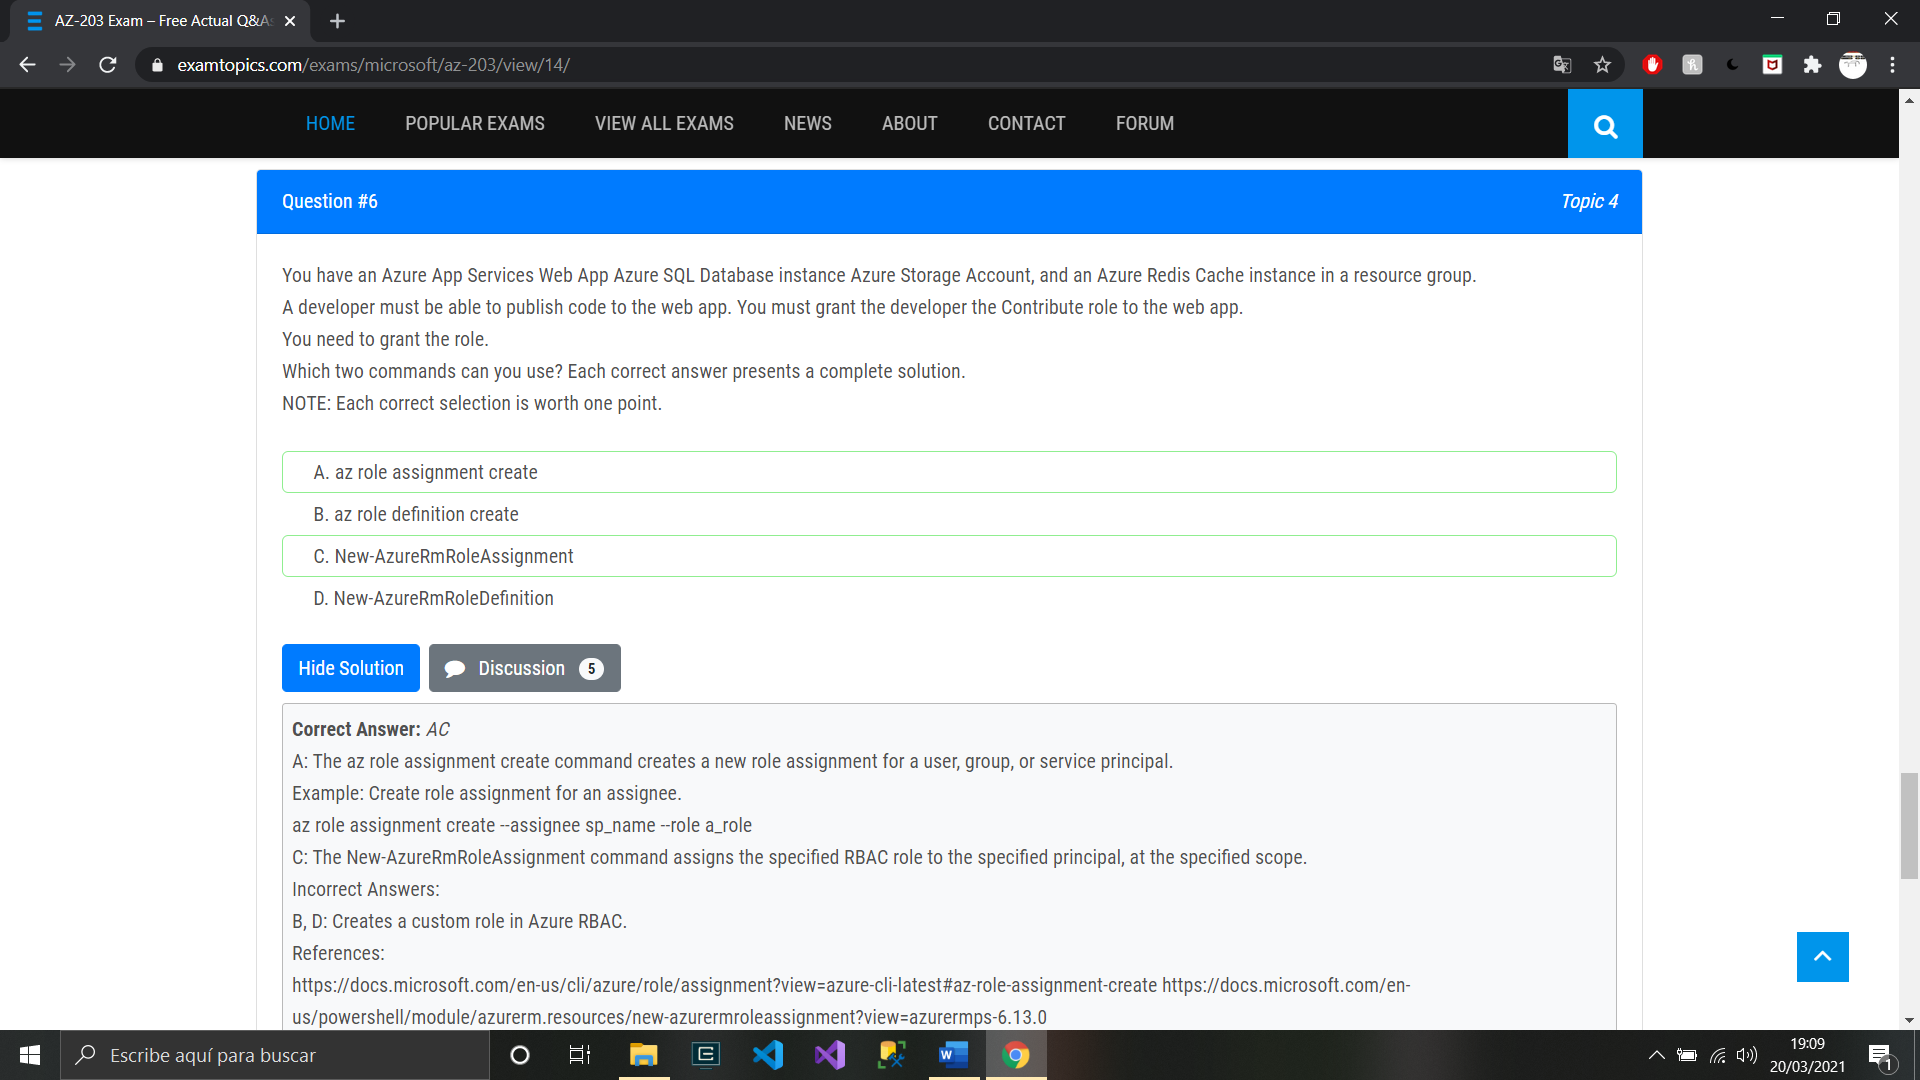 AZ-203 Exam – Free Actual Q&As
examtopics.com/exams/microsoft/az-203/view/14/
HOME POPULAR EXAMS VIEW ALL EXAMS NEWS ABOUT CONTACT FORUM
Question #6 Topic 4
You have an Azure App Services Web App Azure SQL Database instance Azure Storage Account, and an Azure Redis Cache instance in a resource group.
A developer must be able to publish code to the web app. You must grant the developer the Contribute role to the web app.
You need to grant the role.
Which two commands can you use? Each correct answer presents a complete solution.
NOTE: Each correct selection is worth one point.
A. az role assignment create
B. az role definition create
C. New-AzureRmRoleAssignment
D. New-AzureRmRoleDefinition
Hide Solution Discussion 5
Correct Answer: AC
A: The az role assignment create command creates a new role assignment for a user, group, or service principal.
Example: Create role assignment for an assignee.
az role assignment create --assignee sp_name --role a_role
C: The New-AzureRmRoleAssignment command assigns the specified RBAC role to the specified principal, at the specified scope.
Incorrect Answers:
B, D: Creates a custom role in Azure RBAC.
References:
https://docs.microsoft.com/en-us/cli/azure/role/assignment?view=azure-cli-latest#az-role-assignment-create https://docs.microsoft.com/en-
us/powershell/module/azurerm.resources/new-azurermroleassignment?view=azurermps-6.13.0
Escribe aquí para buscar
19:09
20/03/2021
1